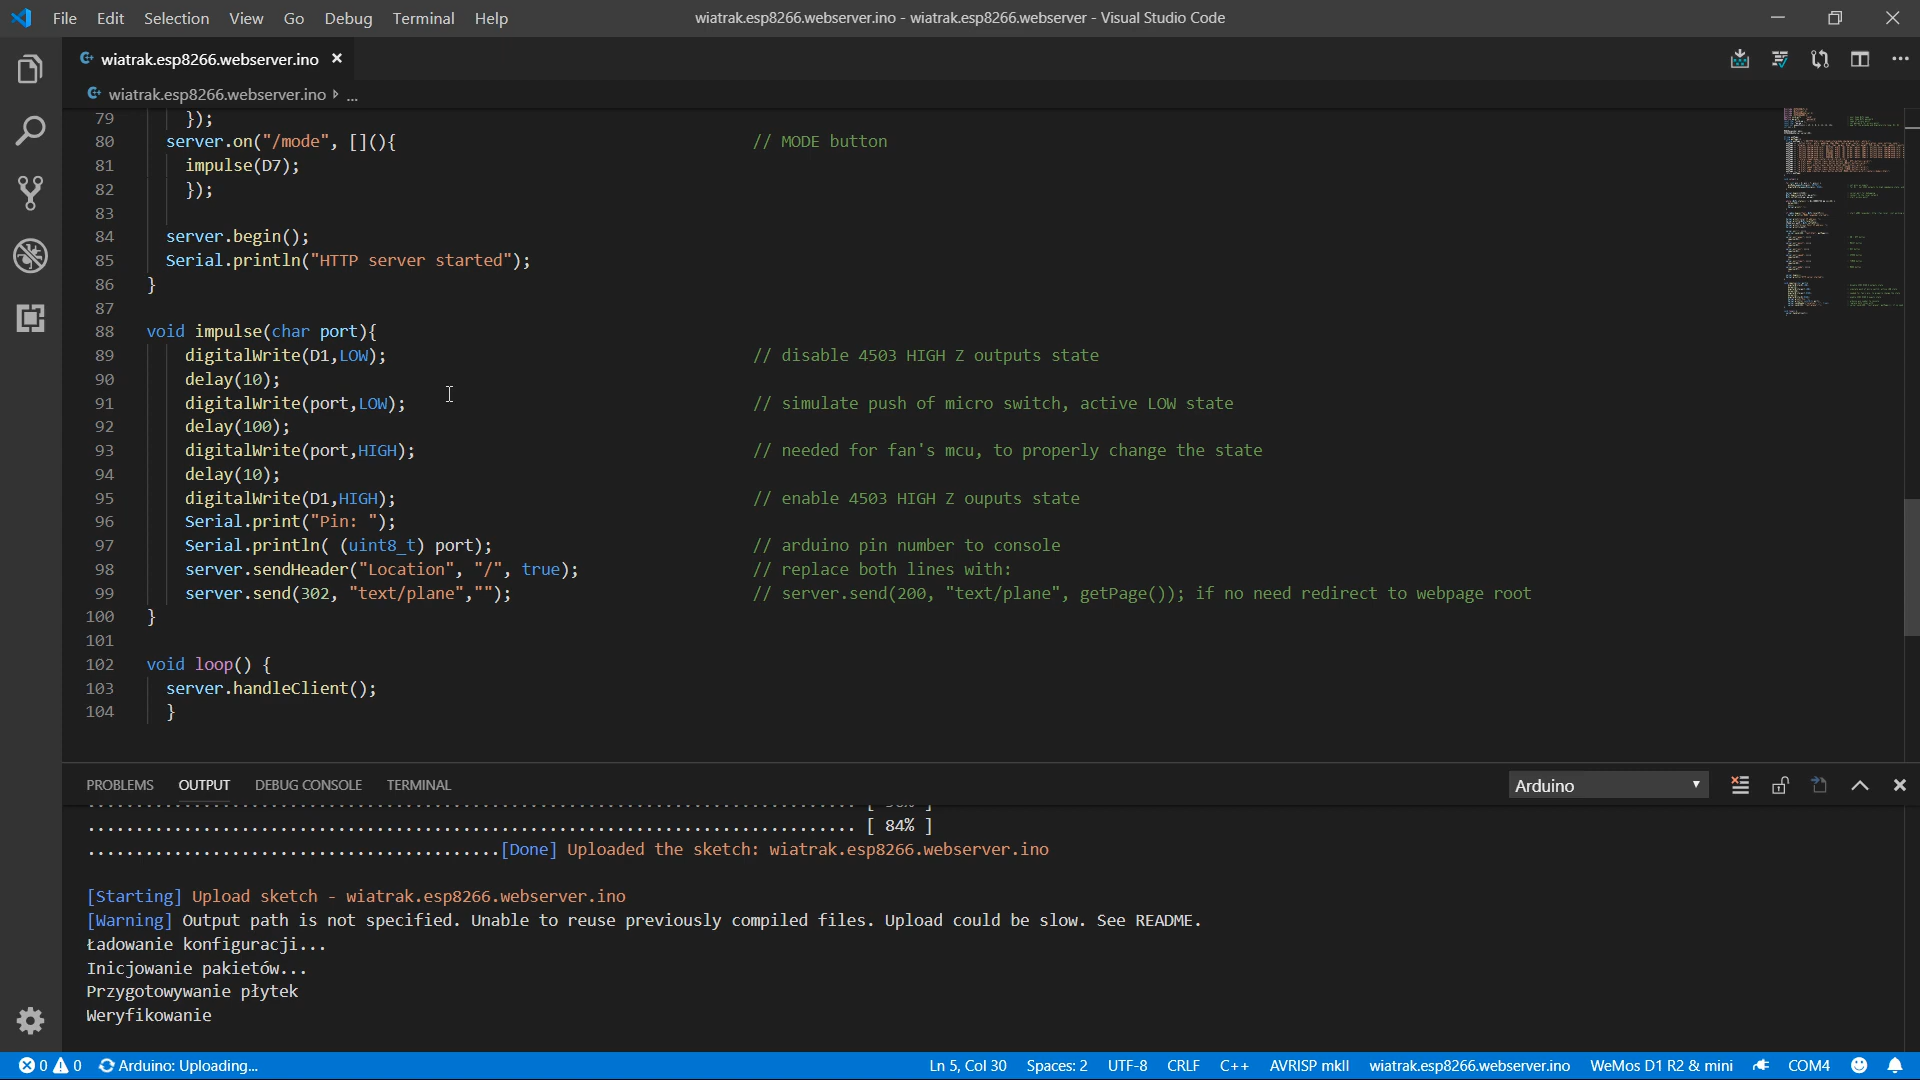 File Edit Selection View Go Debug Terminal Help wiatrak.esp8266.webserver.ino - wiatrak.esp8266.webserver - Visual Studio Code
wiatrak.esp8266.webserver.ino ×
wiatrak.esp8266.webserver.ino ▸ ...
79 });
80 server.on("/mode", [](){ // MODE button
81 impulse(D7);
82 });
83
84 server.begin();
85 Serial.println("HTTP server started");
86 }
87
88 void impulse(char port){
89 digitalWrite(D1,LOW); // disable 4503 HIGH Z outputs state
90 delay(10);
91 digitalWrite(port,LOW); // simulate push of micro switch, active LOW state
92 delay(100);
93 digitalWrite(port,HIGH); // needed for fan's mcu, to properly change the state
94 delay(10);
95 digitalWrite(D1,HIGH); // enable 4503 HIGH Z ouputs state
96 Serial.print("Pin: ");
97 Serial.println( (uint8_t) port); // arduino pin number to console
98 server.sendHeader("Location", "/", true); // replace both lines with:
99 server.send(302, "text/plane",""); // server.send(200, "text/plane", getPage()); if no need redirect to webpage root
100 }
101
102 void loop() {
103 server.handleClient();
104 }
PROBLEMS OUTPUT DEBUG CONSOLE TERMINAL Arduino
................................................................................ [ 84% ]
...........................................[Done] Uploaded the sketch: wiatrak.esp8266.webserver.ino
[Starting] Upload sketch - wiatrak.esp8266.webserver.ino
[Warning] Output path is not specified. Unable to reuse previously compiled files. Upload could be slow. See README.
Ładowanie konfiguracji...
Inicjowanie pakietów...
Przygotowywanie płytek
Weryfikowanie
0 0 Arduino: Uploading... Ln 5, Col 30 Spaces: 2 UTF-8 CRLF C++ AVRISP mkII wiatrak.esp8266.webserver.ino WeMos D1 R2 & mini COM4